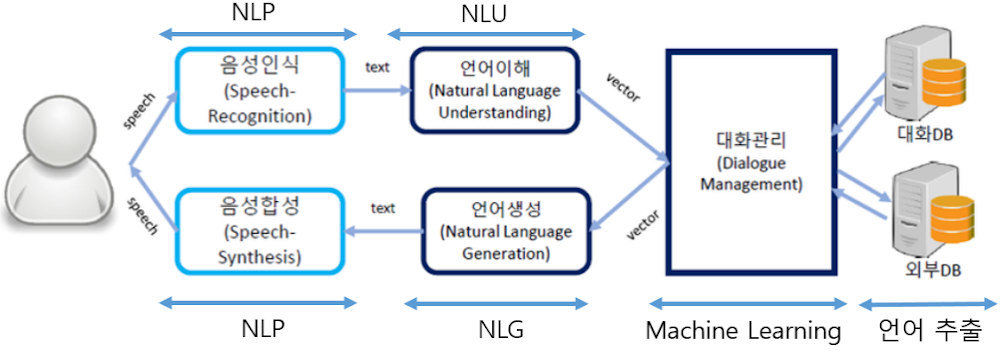 NLP
NLU
음성인식
(Speech-
Recognition)
text
언어이해
(Natural Language
Understanding)
speech
vector
대화관리
(Dialogue
Management)
대화DB
speech
음성합성
(Speech-
Synthesis)
text
언어생성
(Natural Language
Generation)
vector
외부DB
NLP
NLG
Machine Learning
언어 추출